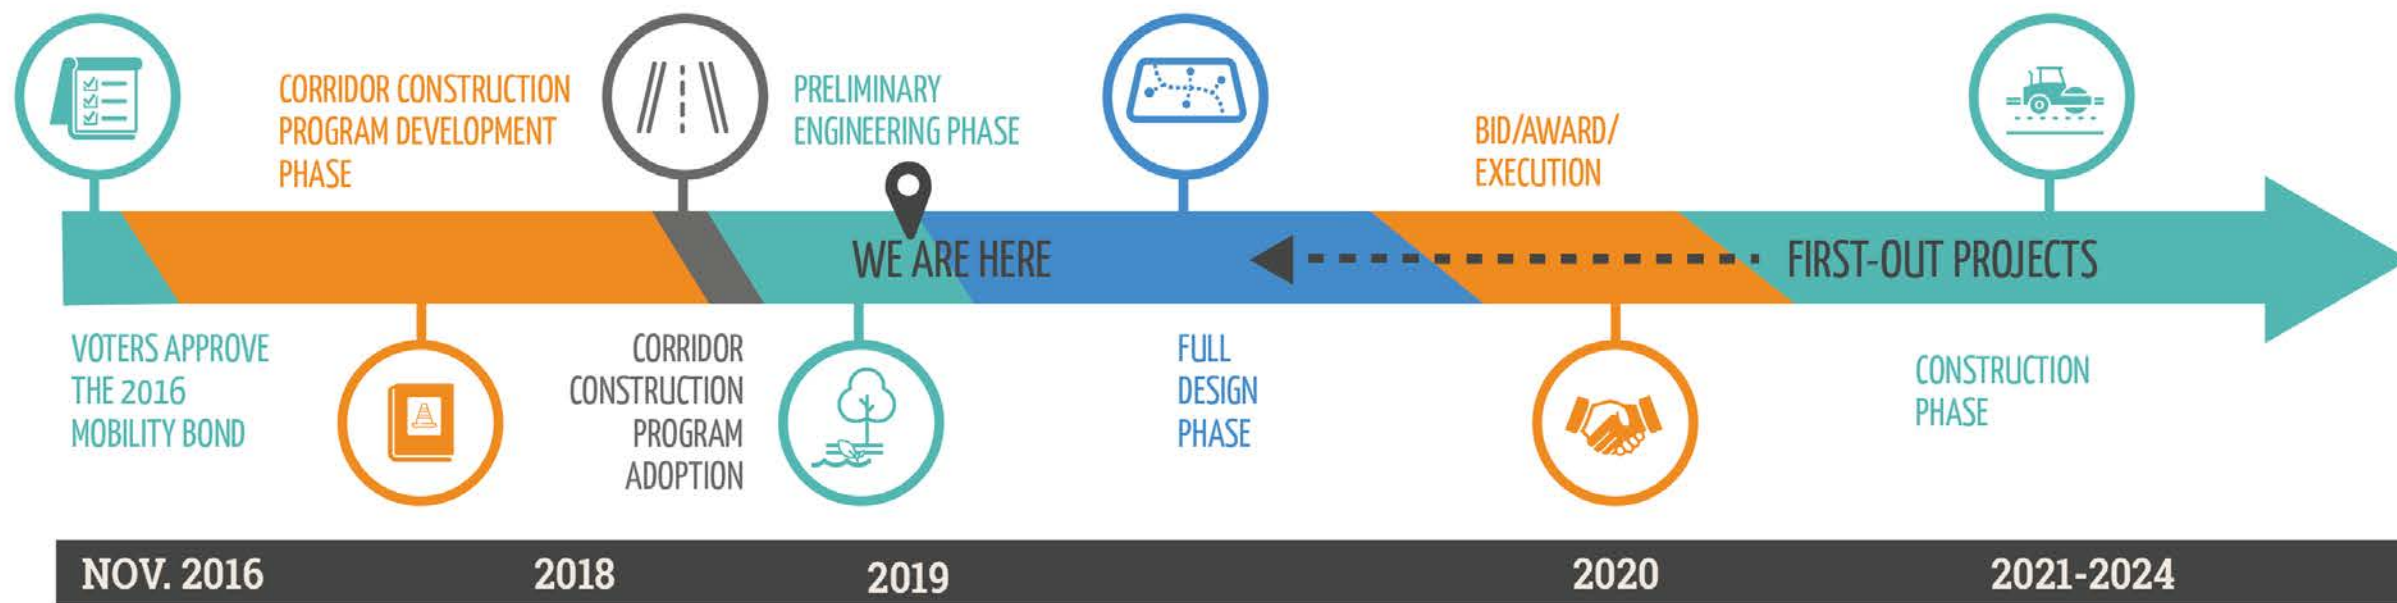 CORRIDOR CONSTRUCTION
PROGRAM DEVELOPMENT
PHASE
PRELIMINARY
ENGINEERING PHASE
BID/AWARD/
EXECUTION
WE ARE HERE
FIRST-OUT PROJECTS
VOTERS APPROVE
THE 2016
MOBILITY BOND
CORRIDOR
CONSTRUCTION
PROGRAM
ADOPTION
FULL
DESIGN
PHASE
CONSTRUCTION
PHASE
NOV. 2016
2018
2019
2020
2021-2024